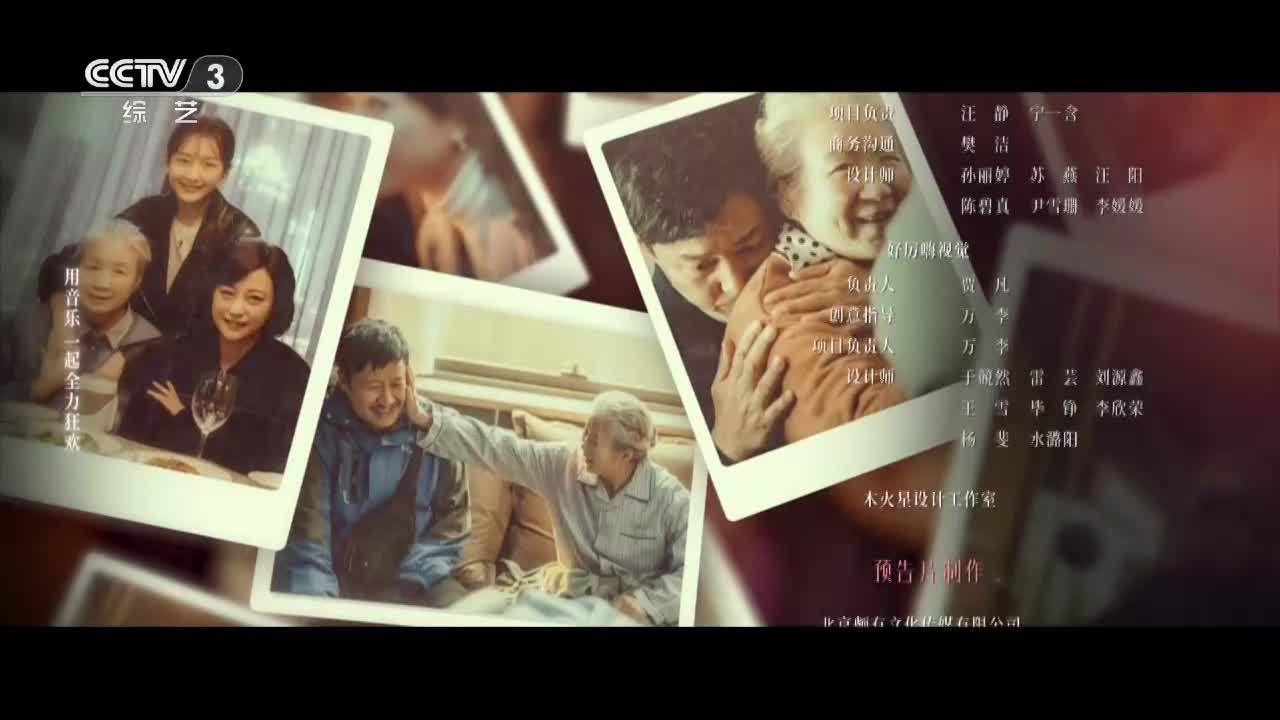 CCTV 3
综艺
用音乐 一起全力狂欢
项目负责 汪静 宁一含
商务沟通 樊洁
设计师 孙丽婷 苏燕 汪阳
陈碧真 尹雪珊 李媛媛
好历嗨视觉
负责人 贾凡
创意指导 万李
项目负责人 万李
设计师 于兢然 雷芸 刘源鑫
王雪 毕铮 李欣荣
杨斐 水潞阳
木火星设计工作室
预告片制作